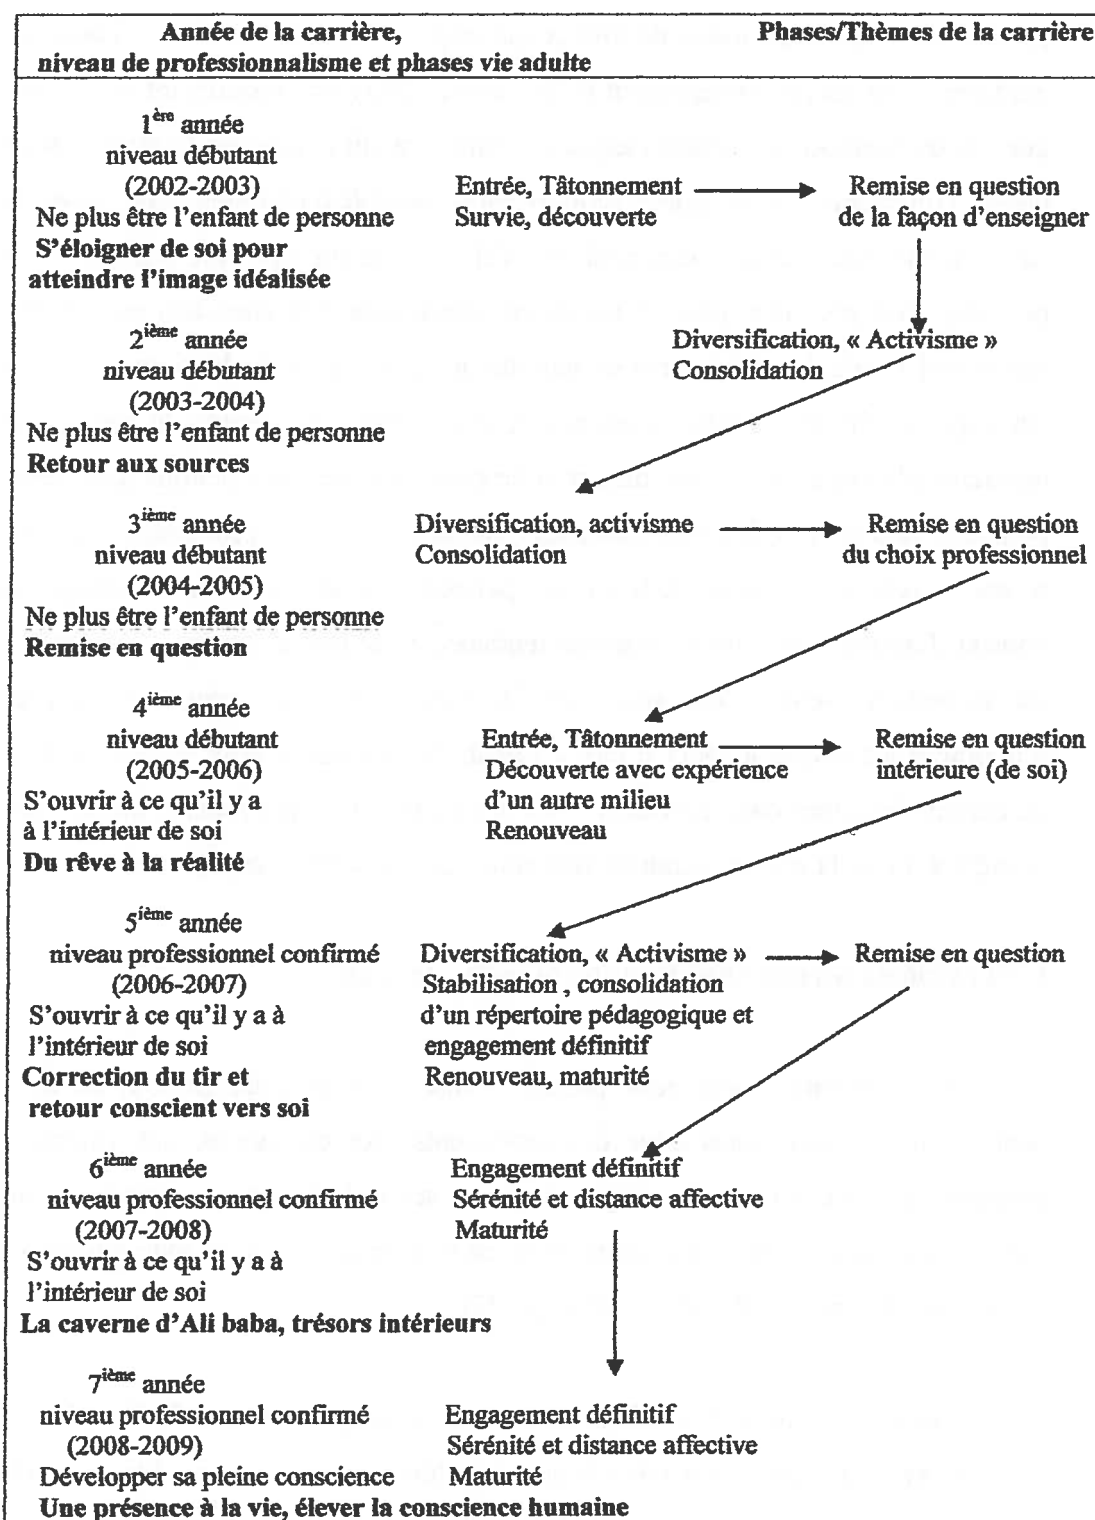 Année de la carrière, Phases/Thèmes de la carrière
niveau de professionnalisme et phases vie adulte
1ère année
niveau débutant
(2002-2003) Entrée, Tâtonnement Remise en question
Ne plus être l'enfant de personne Survie, découverte de la façon d'enseigner
S'éloigner de soi pour
atteindre l'image idéalisée
2ième année Diversification, « Activisme »
niveau débutant Consolidation
(2003-2004)
Ne plus être l'enfant de personne
Retour aux sources
3ième année Diversification, activisme Remise en question
niveau débutant Consolidation du choix professionnel
(2004-2005)
Ne plus être l'enfant de personne
Remise en question
4ième année
niveau débutant Entrée, Tâtonnement Remise en question
(2005-2006) Découverte avec expérience intérieure (de soi)
S'ouvrir à ce qu'il y a d'un autre milieu
à l'intérieur de soi Renouveau
Du rêve à la réalité
5ième année
niveau professionnel confirmé Diversification, « Activisme » Remise en question
(2006-2007) Stabilisation , consolidation
S'ouvrir à ce qu'il y a à d'un répertoire pédagogique et
l'intérieur de soi engagement définitif
Correction du tir et Renouveau, maturité
retour conscient vers soi
6ième année Engagement définitif
niveau professionnel confirmé Sérénité et distance affective
(2007-2008) Maturité
S'ouvrir à ce qu'il y a à
l'intérieur de soi
La caverne d'Ali baba, trésors intérieurs
7ième année
niveau professionnel confirmé Engagement définitif
(2008-2009) Sérénité et distance affective
Développer sa pleine conscience Maturité
Une présence à la vie, élever la conscience humaine